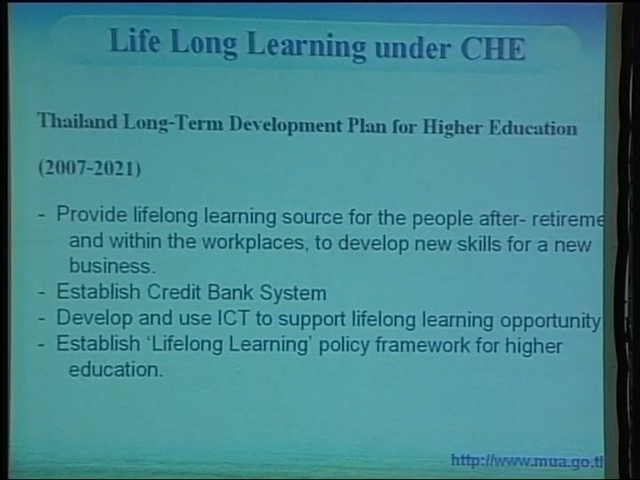 Life Long Learning under CHE
Thailand Long-Term Development Plan for Higher Education
(2007-2021)
- Provide lifelong learning source for the people after- retireme
and within the workplaces, to develop new skills for a new
business.
- Establish Credit Bank System
- Develop and use ICT to support lifelong learning opportunity
- Establish ‘Lifelong Learning’ policy framework for higher
education.
http://www.mua.go.t